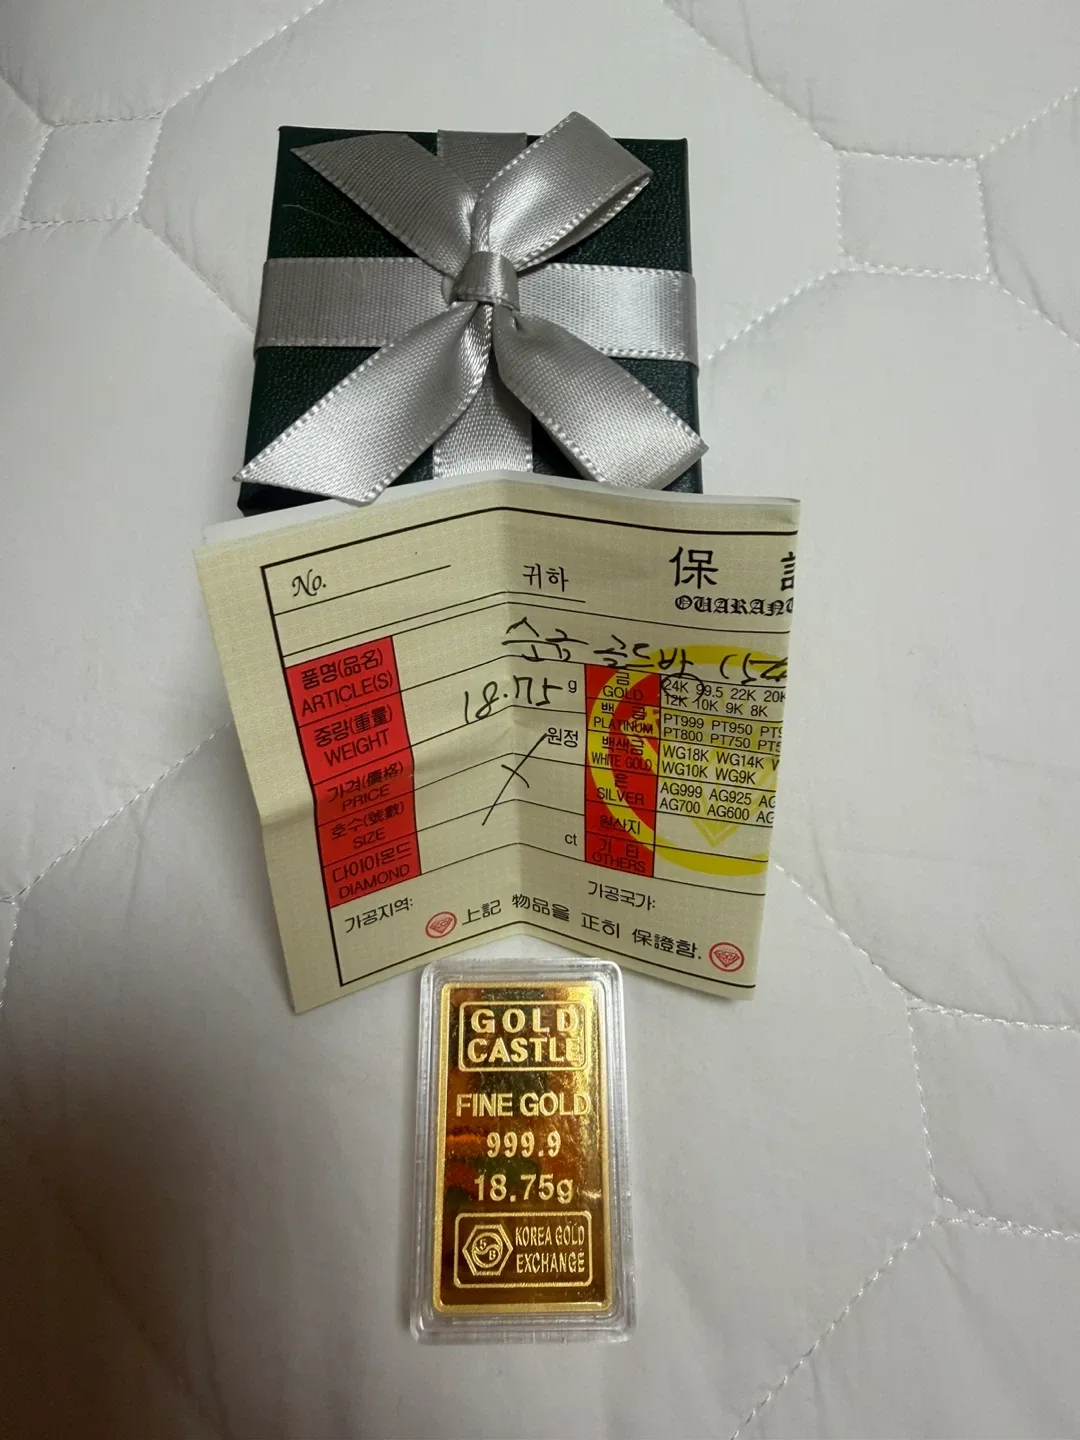 No.
귀하
保
품명(品名)
ARTICLE(S)
순금 골드바 (5돈
중량(重量)
WEIGHT
18.75 g
가격(價格)
PRICE
원정
호수(號數)
SIZE
다이아몬드
DIAMOND
ct
금
GOLD
24K 99.5 22K 20K
12K 10K 9K 8K
백금
PLATINUM
PT999 PT950
PT800 PT750
백색금
WHITE GOLD
WG18K WG14K
WG10K WG9K
은
SILVER
AG999 AG925
AG700 AG600
원산지
기타
OTHERS
가공지역:
가공국가:
上記 物品을 正히 保證함.
GOLD
CASTLE
FINE GOLD
999.9
18.75g
KOREA GOLD
EXCHANGE